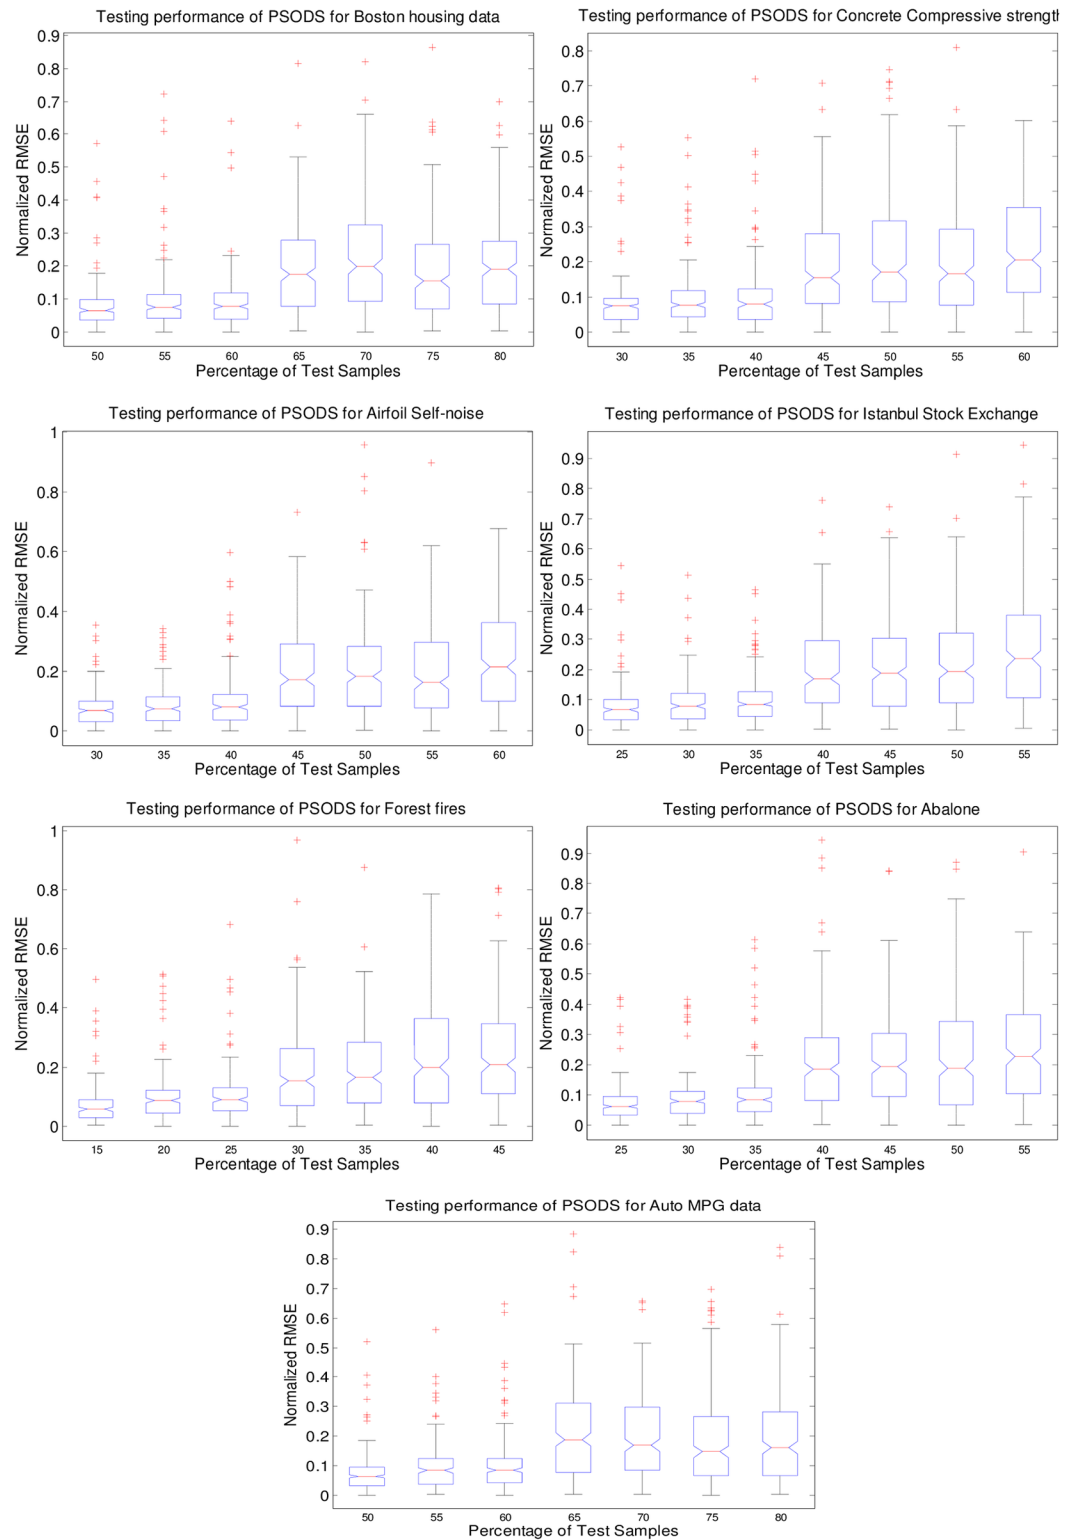 Testing performance of PSODS for Boston housing data
Normalized RMSE
0.9
0.8
0.7
0.6
0.5
0.4
0.3
0.2
0.1
0
50 55 60 65 70 75 80
Percentage of Test Samples
Testing performance of PSODS for Concrete Compressive strength
Normalized RMSE
0.8
0.7
0.6
0.5
0.4
0.3
0.2
0.1
0
30 35 40 45 50 55 60
Percentage of Test Samples
Testing performance of PSODS for Airfoil Self-noise
Normalized RMSE
1
0.8
0.6
0.4
0.2
0
30 35 40 45 50 55 60
Percentage of Test Samples
Testing performance of PSODS for Istanbul Stock Exchange
Normalized RMSE
0.9
0.8
0.7
0.6
0.5
0.4
0.3
0.2
0.1
0
25 30 35 40 45 50 55
Percentage of Test Samples
Testing performance of PSODS for Forest fires
Normalized RMSE
1
0.8
0.6
0.4
0.2
0
15 20 25 30 35 40 45
Percentage of Test Samples
Testing performance of PSODS for Abalone
Normalized RMSE
0.9
0.8
0.7
0.6
0.5
0.4
0.3
0.2
0.1
0
25 30 35 40 45 50 55
Percentage of Test Samples
Testing performance of PSODS for Auto MPG data
Normalized RMSE
0.9
0.8
0.7
0.6
0.5
0.4
0.3
0.2
0.1
0
50 55 60 65 70 75 80
Percentage of Test Samples